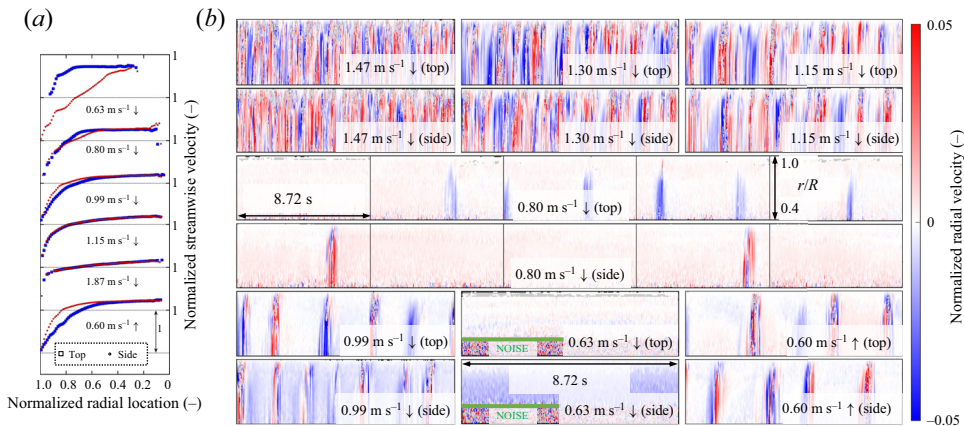 (a)
(b)
1
0.63 m s⁻¹ ↓
1
0.80 m s⁻¹ ↓
1
0.99 m s⁻¹ ↓
1
1.15 m s⁻¹ ↓
1
1.87 m s⁻¹ ↓
1
0.60 m s⁻¹ ↑
1
Top Side
1.0 0.8 0.6 0.4 0.2 0
Normalized radial location (–)
Normalized streamwise velocity (–)
1.47 m s⁻¹ ↓ (top)
1.30 m s⁻¹ ↓ (top)
1.15 m s⁻¹ ↓ (top)
1.47 m s⁻¹ ↓ (side)
1.30 m s⁻¹ ↓ (side)
1.15 m s⁻¹ ↓ (side)
8.72 s
0.80 m s⁻¹ ↓ (top)
1.0
r/R
0.4
0.80 m s⁻¹ ↓ (side)
0.99 m s⁻¹ ↓ (top)
NOISE
0.63 m s⁻¹ ↓ (top)
0.60 m s⁻¹ ↑ (top)
8.72 s
0.99 m s⁻¹ ↓ (side)
NOISE
0.63 m s⁻¹ ↓ (side)
0.60 m s⁻¹ ↑ (side)
0.05
0
–0.05
Normalized radial velocity (–)